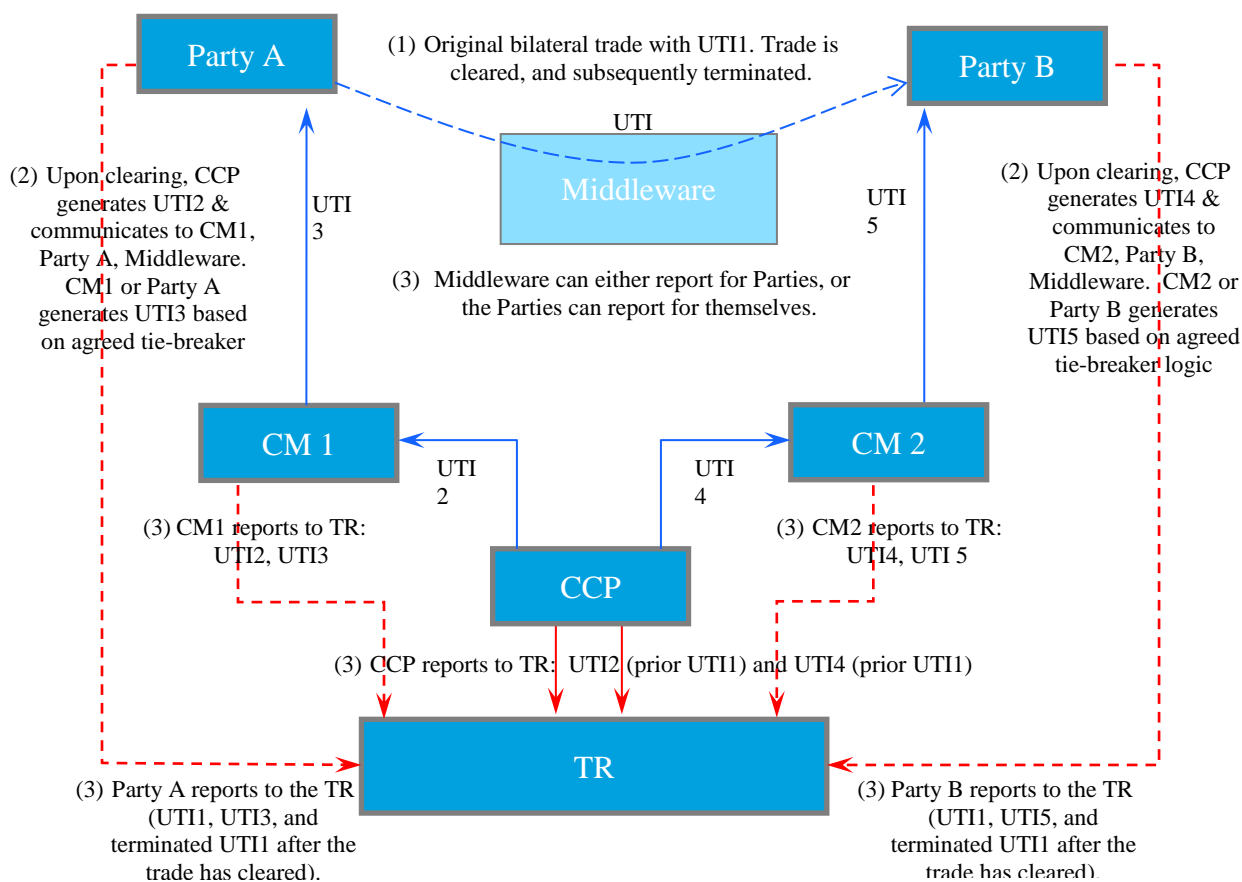 Party A
(1) Original bilateral trade with UTI1. Trade is
cleared, and subsequently terminated.
Party B
UTI
Middleware
(2) Upon clearing, CCP
generates UTI2 &
communicates to CM1,
Party A, Middleware.
CM1 or Party A
generates UTI3 based
on agreed tie-breaker
UTI
3
UTI
5
(2) Upon clearing, CCP
generates UTI4 &
communicates to
CM2, Party B,
Middleware. CM2 or
Party B generates
UTI5 based on agreed
tie-breaker logic
(3) Middleware can either report for Parties, or
the Parties can report for themselves.
CM 1
CM 2
UTI
2
UTI
4
(3) CM1 reports to TR:
UTI2, UTI3
(3) CM2 reports to TR:
UTI4, UTI 5
CCP
(3) CCP reports to TR: UTI2 (prior UTI1) and UTI4 (prior UTI1)
TR
(3) Party A reports to the TR
(UTI1, UTI3, and
terminated UTI1 after the
trade has cleared).
(3) Party B reports to the TR
(UTI1, UTI5, and
terminated UTI1 after the
trade has cleared).